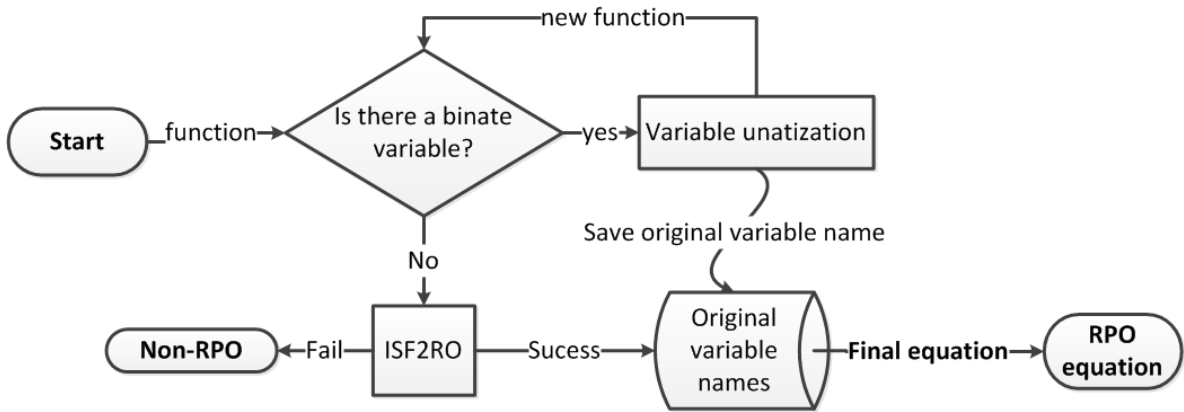 new function
Start
function
Is there a binate
variable?
yes
Variable unatization
Save original variable name
No
Non-RPO
Fail
ISF2RO
Sucess
Original
variable
names
Final equation
RPO
equation